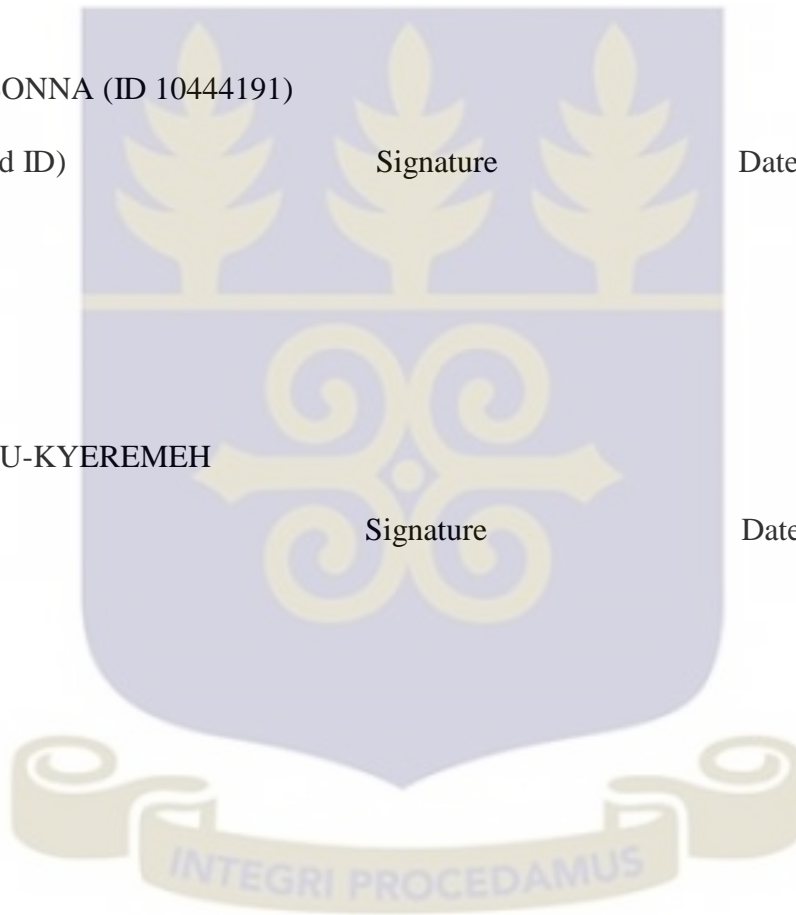 ONNA (ID 10444191)
d ID) Signature Date
U-KYEREMEH
Signature Date
INTEGRI PROCEDAMUS